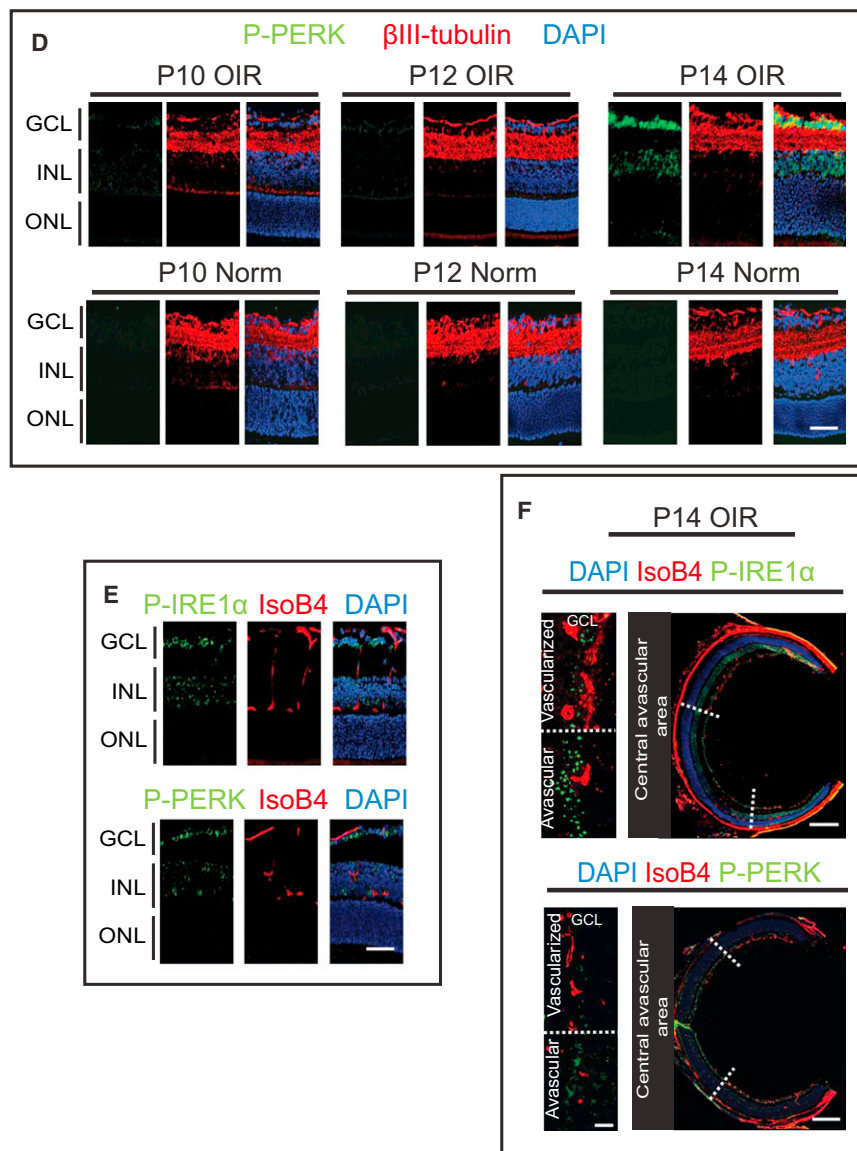 D
P-PERK βIII-tubulin DAPI
P10 OIR P12 OIR P14 OIR
GCL
INL
ONL
P10 Norm P12 Norm P14 Norm
GCL
INL
ONL
E
P-IRE1α IsoB4 DAPI
GCL
INL
ONL
P-PERK IsoB4 DAPI
GCL
INL
ONL
F
P14 OIR
DAPI IsoB4 P-IRE1α
GCL
Vascularized
Avascular
Central avascular
area
DAPI IsoB4 P-PERK
GCL
Vascularized
Avascular
Central avascular
area